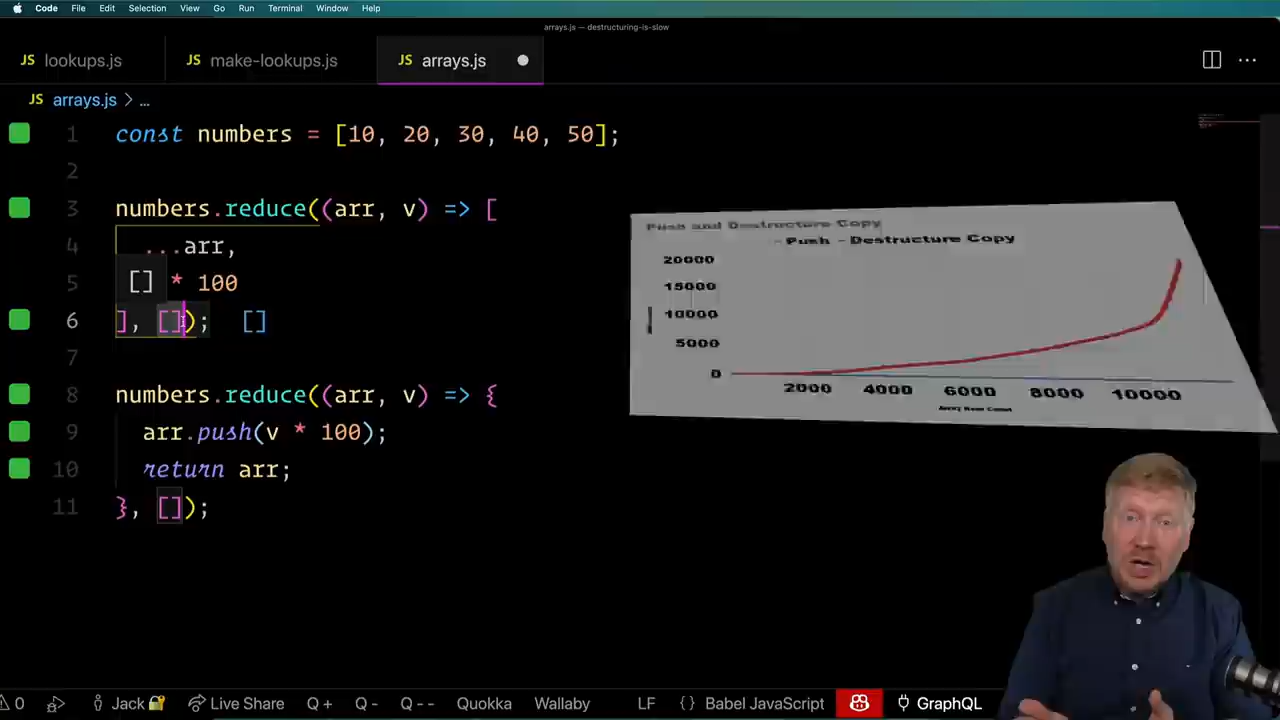 Code File Edit Selection View Go Run Terminal Window Help
arrays.js — destructuring-is-slow
JS lookups.js JS make-lookups.js JS arrays.js
JS arrays.js > ...
1 const numbers = [10, 20, 30, 40, 50];
2
3 numbers.reduce((arr, v) => [
4 ...arr,
5 [] * 100
6 ], []); []
7
8 numbers.reduce((arr, v) => {
9 arr.push(v * 100);
10 return arr;
11 }, []);
Push and Destructure Copy
- Push - Destructure Copy
20000
15000
10000
5000
0
2000 4000 6000 8000 10000
0 Jack Live Share Q + Q - Q - - Quokka Wallaby LF { } Babel JavaScript GraphQL